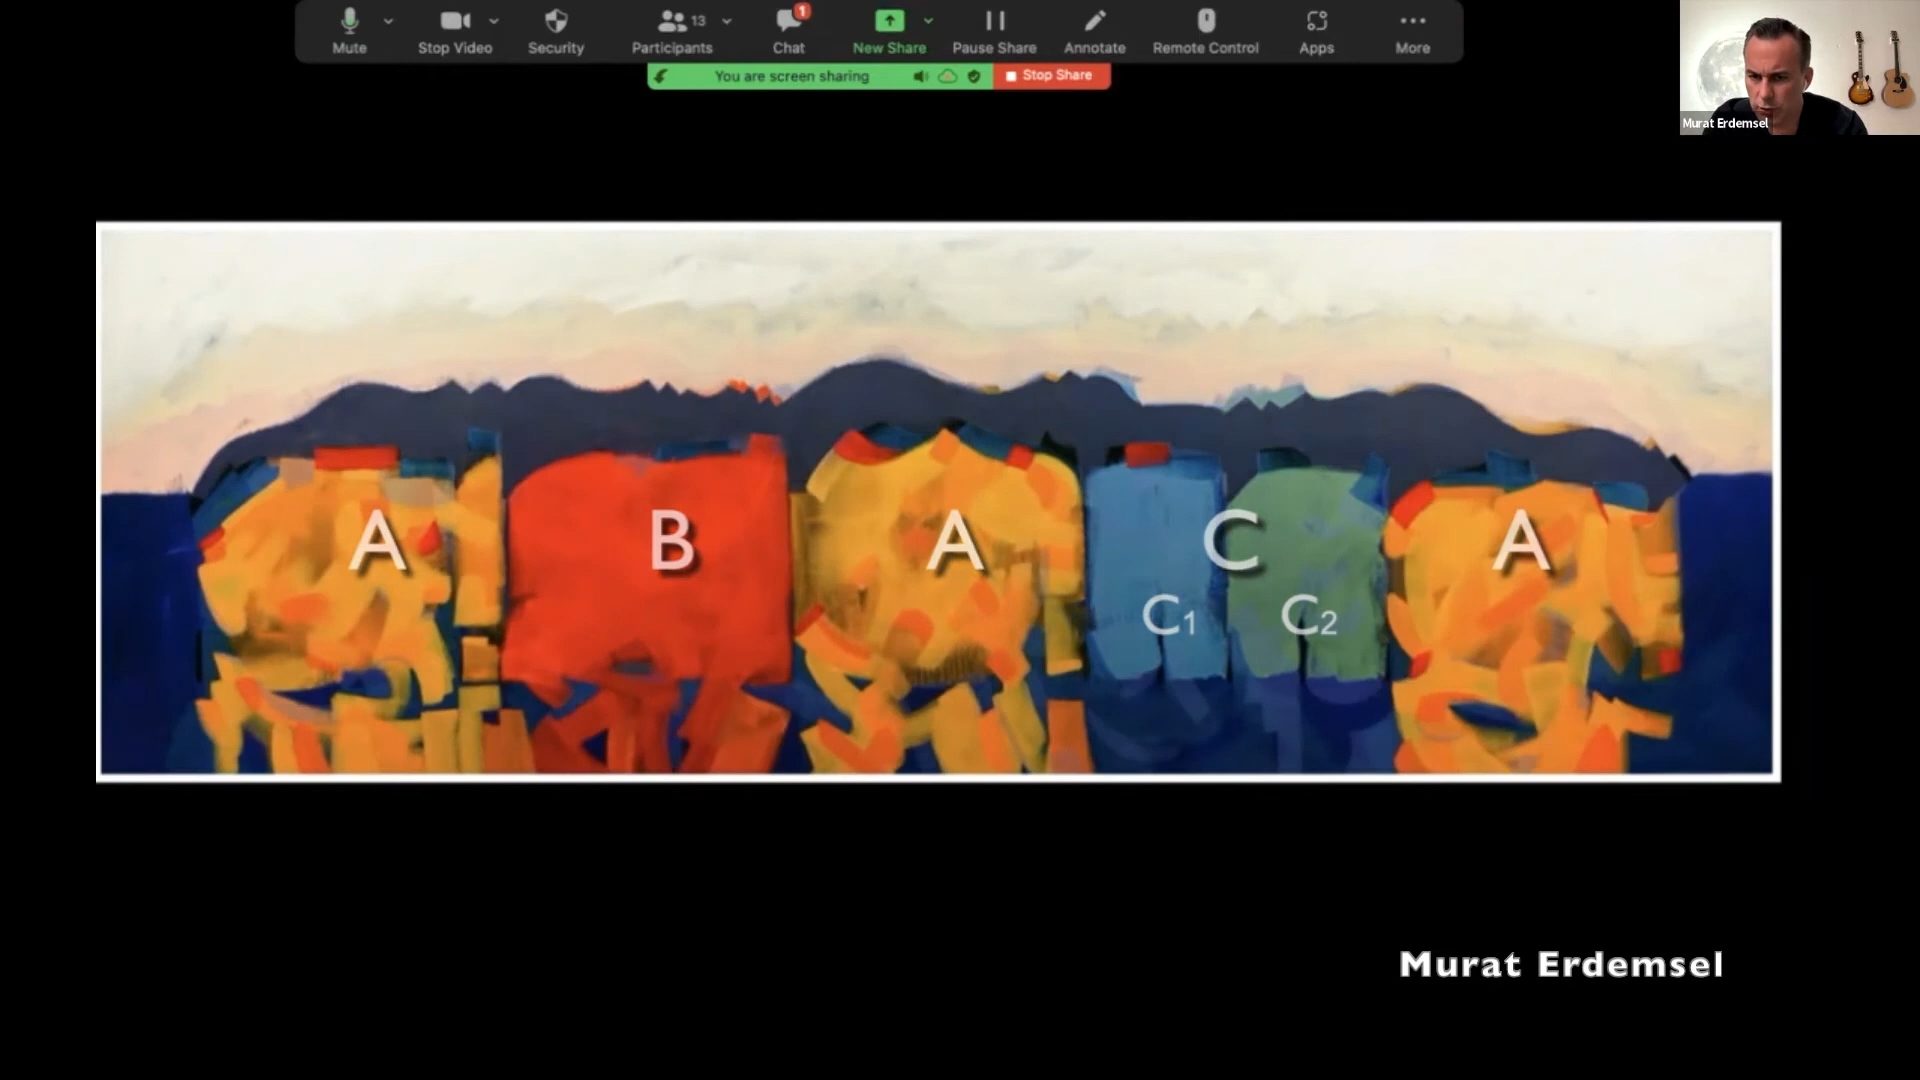 Mute
Stop Video
Security
Participants 13
Chat 1
New Share
Pause Share
Annotate
Remote Control
Apps
More
You are screen sharing
Stop Share
Murat Erdemsel
A B A C A
C1 C2
Murat Erdemsel